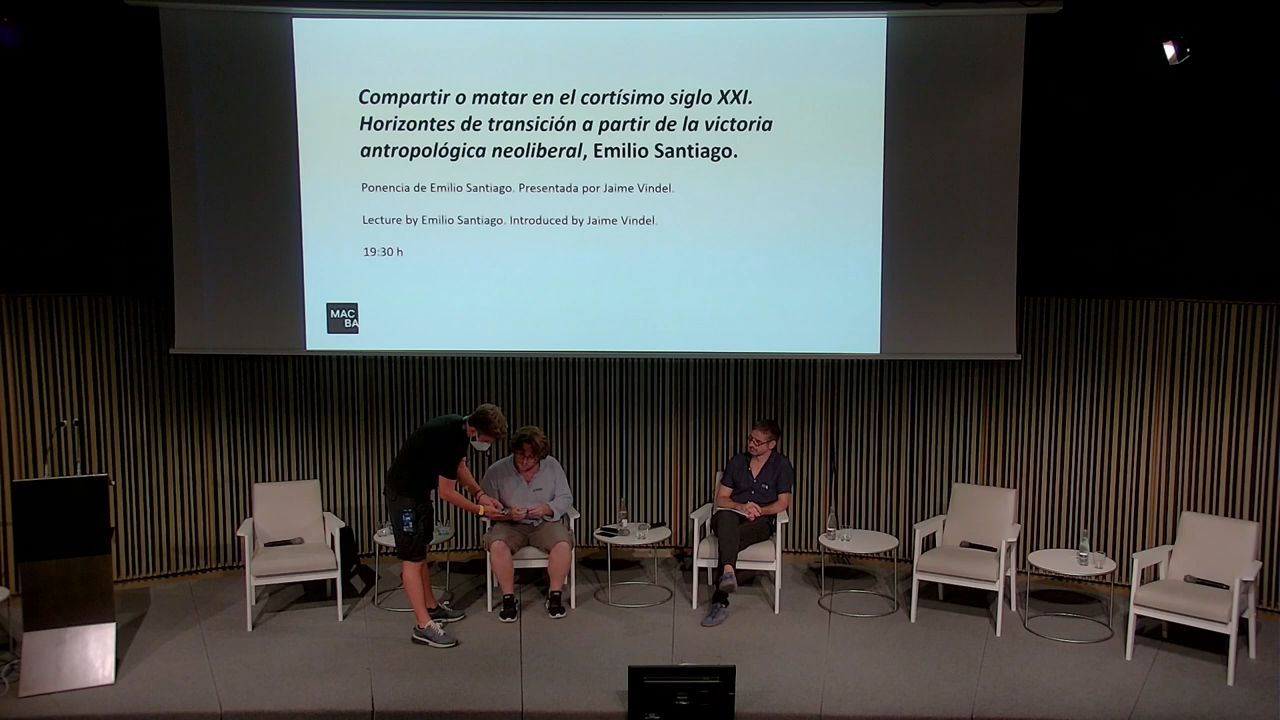 Compartir o matar en el cortísimo siglo XXI.
Horizontes de transición a partir de la victoria
antropológica neoliberal, Emilio Santiago.
Ponencia de Emilio Santiago. Presentada por Jaime Vindel.
Lecture by Emilio Santiago. Introduced by Jaime Vindel.
19:30 h
MAC
BA